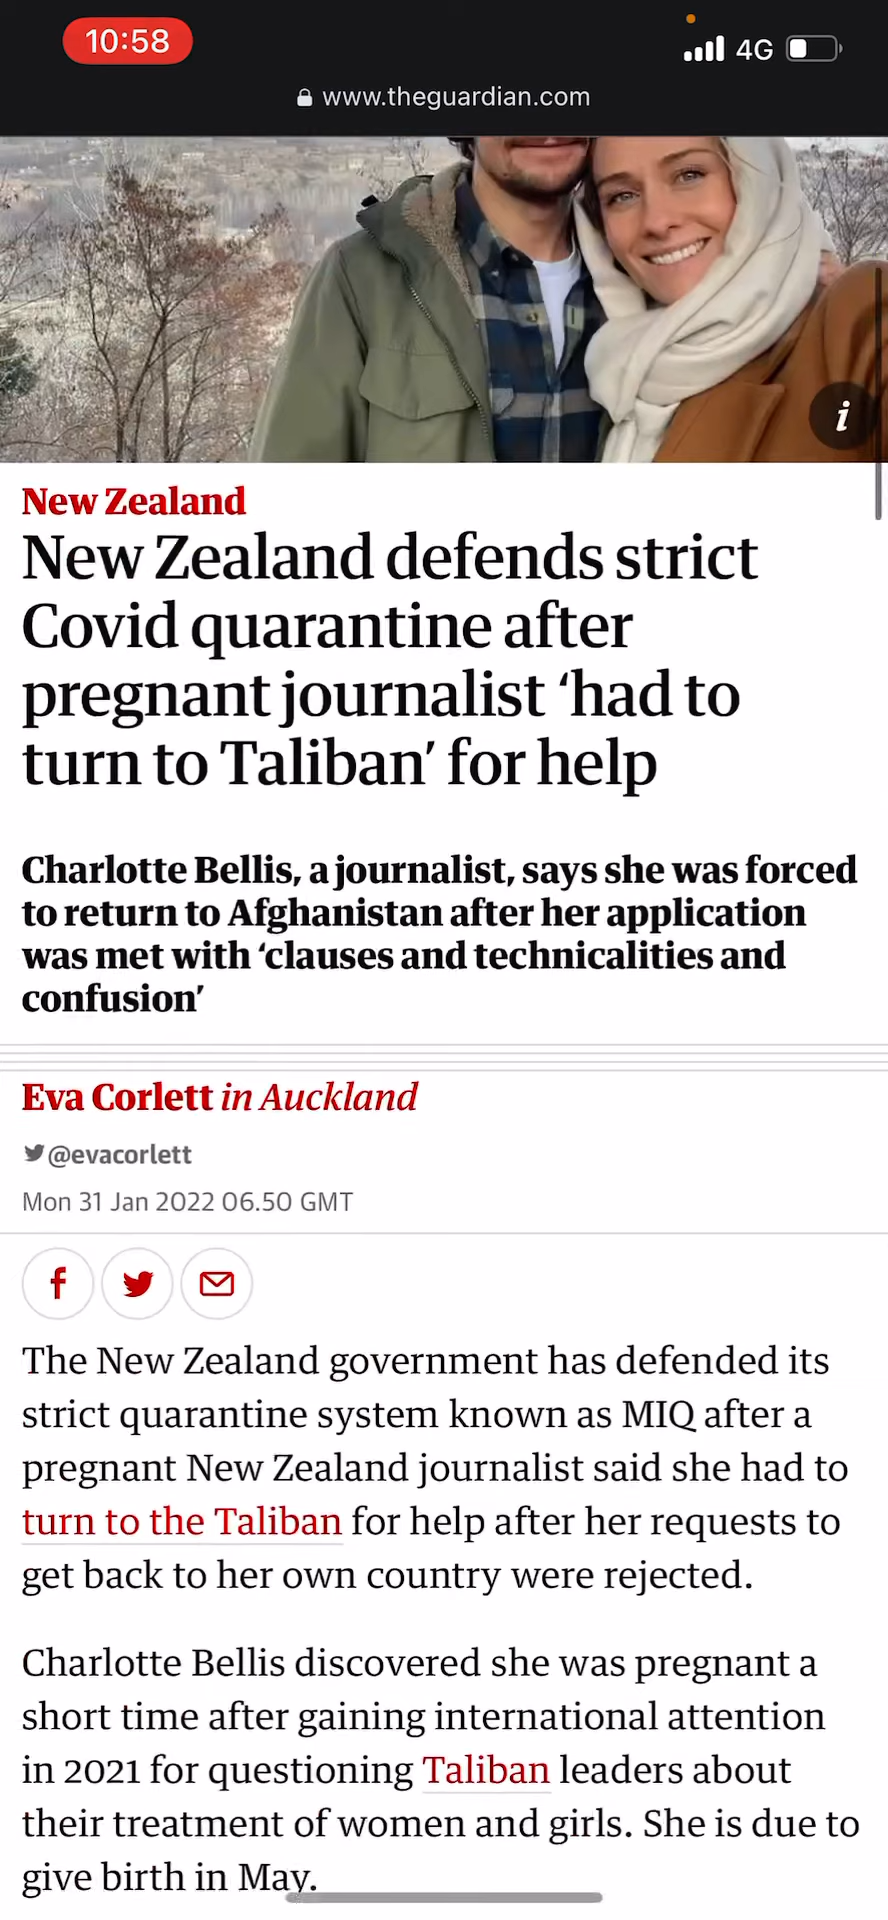 10:58
4G
www.theguardian.com
i
New Zealand
New Zealand defends strict
Covid quarantine after
pregnant journalist ‘had to
turn to Taliban’ for help
Charlotte Bellis, a journalist, says she was forced
to return to Afghanistan after her application
was met with ‘clauses and technicalities and
confusion’
Eva Corlett in Auckland
@evacorlett
Mon 31 Jan 2022 06.50 GMT
f
The New Zealand government has defended its
strict quarantine system known as MIQ after a
pregnant New Zealand journalist said she had to
turn to the Taliban for help after her requests to
get back to her own country were rejected.
Charlotte Bellis discovered she was pregnant a
short time after gaining international attention
in 2021 for questioning Taliban leaders about
their treatment of women and girls. She is due to
give birth in May.